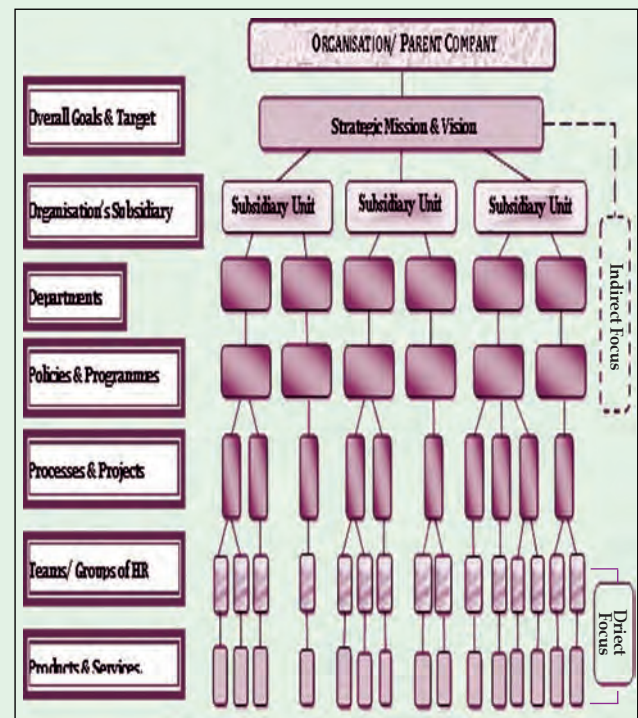 ORGANISATION/ PARENT COMPANY
Overall Goals & Target
Strategic Mission & Vision
Organisation's Subsidiary
Subsidiary Unit
Subsidiary Unit
Subsidiary Unit
Departments
Indirect Focus
Policies & Programmes
Processes & Projects
Teams/ Groups of HR
Driect Focus
Products & Services.